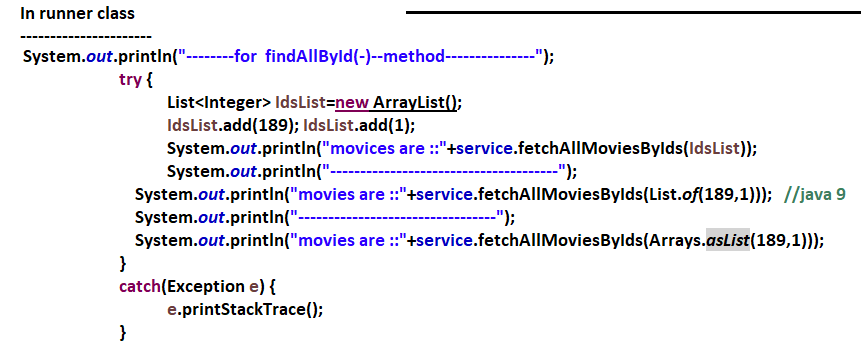 In runner class
----------------------
System.out.println("--------for  findAllById(-)--method---------------");
try {
List<Integer> IdsList=new ArrayList();
IdsList.add(189); IdsList.add(1);
System.out.println("movices are ::"+service.fetchAllMoviesByIds(IdsList));
System.out.println("--------------------------------------");
System.out.println("movies are ::"+service.fetchAllMoviesByIds(List.of(189,1)));  //java 9
System.out.println("---------------------------------");
System.out.println("movies are ::"+service.fetchAllMoviesByIds(Arrays.asList(189,1)));
}
catch(Exception e) {
e.printStackTrace();
}